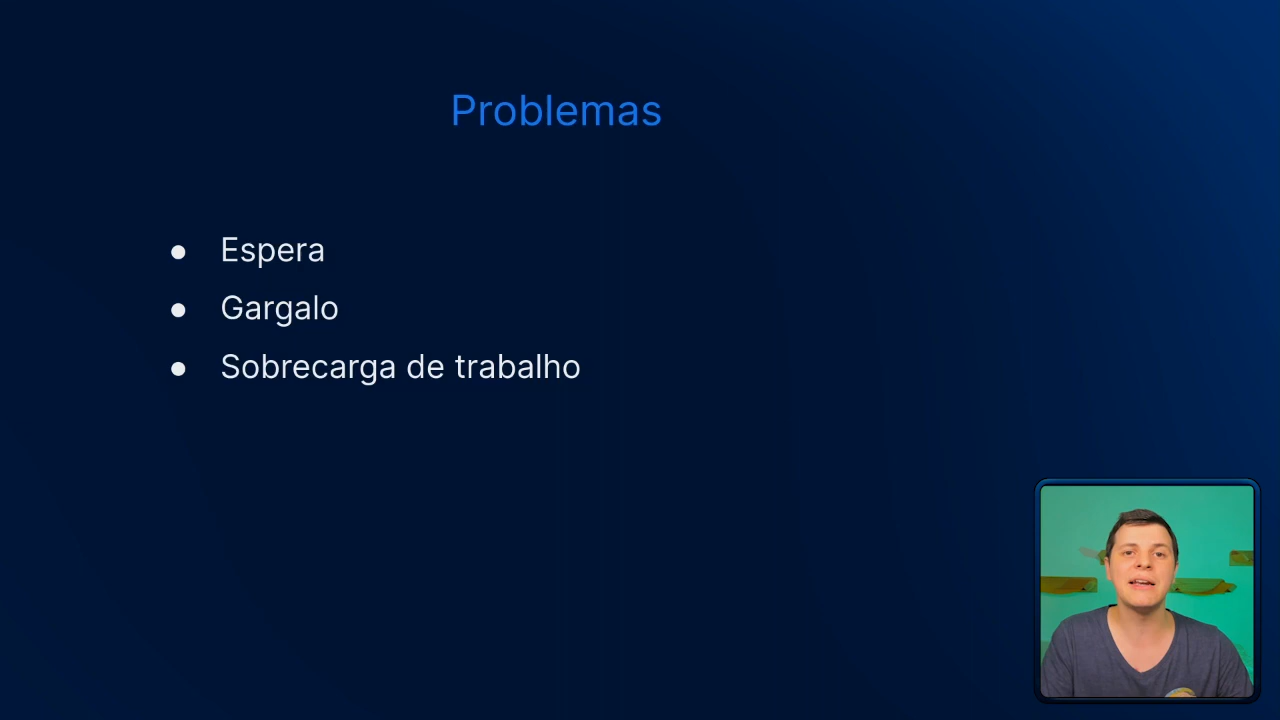 Problemas
● Espera
● Gargalo
● Sobrecarga de trabalho